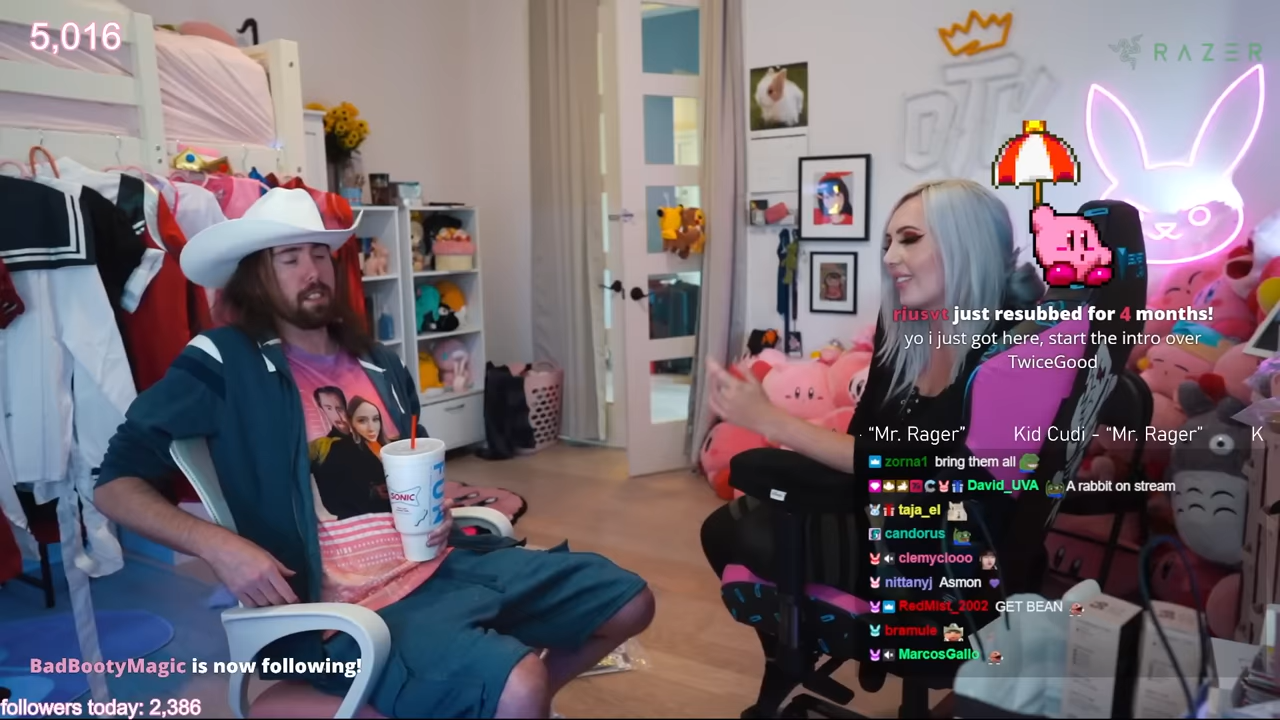 5,016
RAZER
OTK
riusvt just resubbed for 4 months!
yo i just got here, start the intro over
TwiceGood
"Mr. Rager" Kid Cudi - "Mr. Rager" K
zorna1 bring them all
David_UVA A rabbit on stream
taja_el
candorus
clemyclooo
nittanyj Asmon
RedMist_2002 GET BEAN
bramule
MarcosGallo
SONIC
BadBootyMagic is now following!
followers today: 2,386